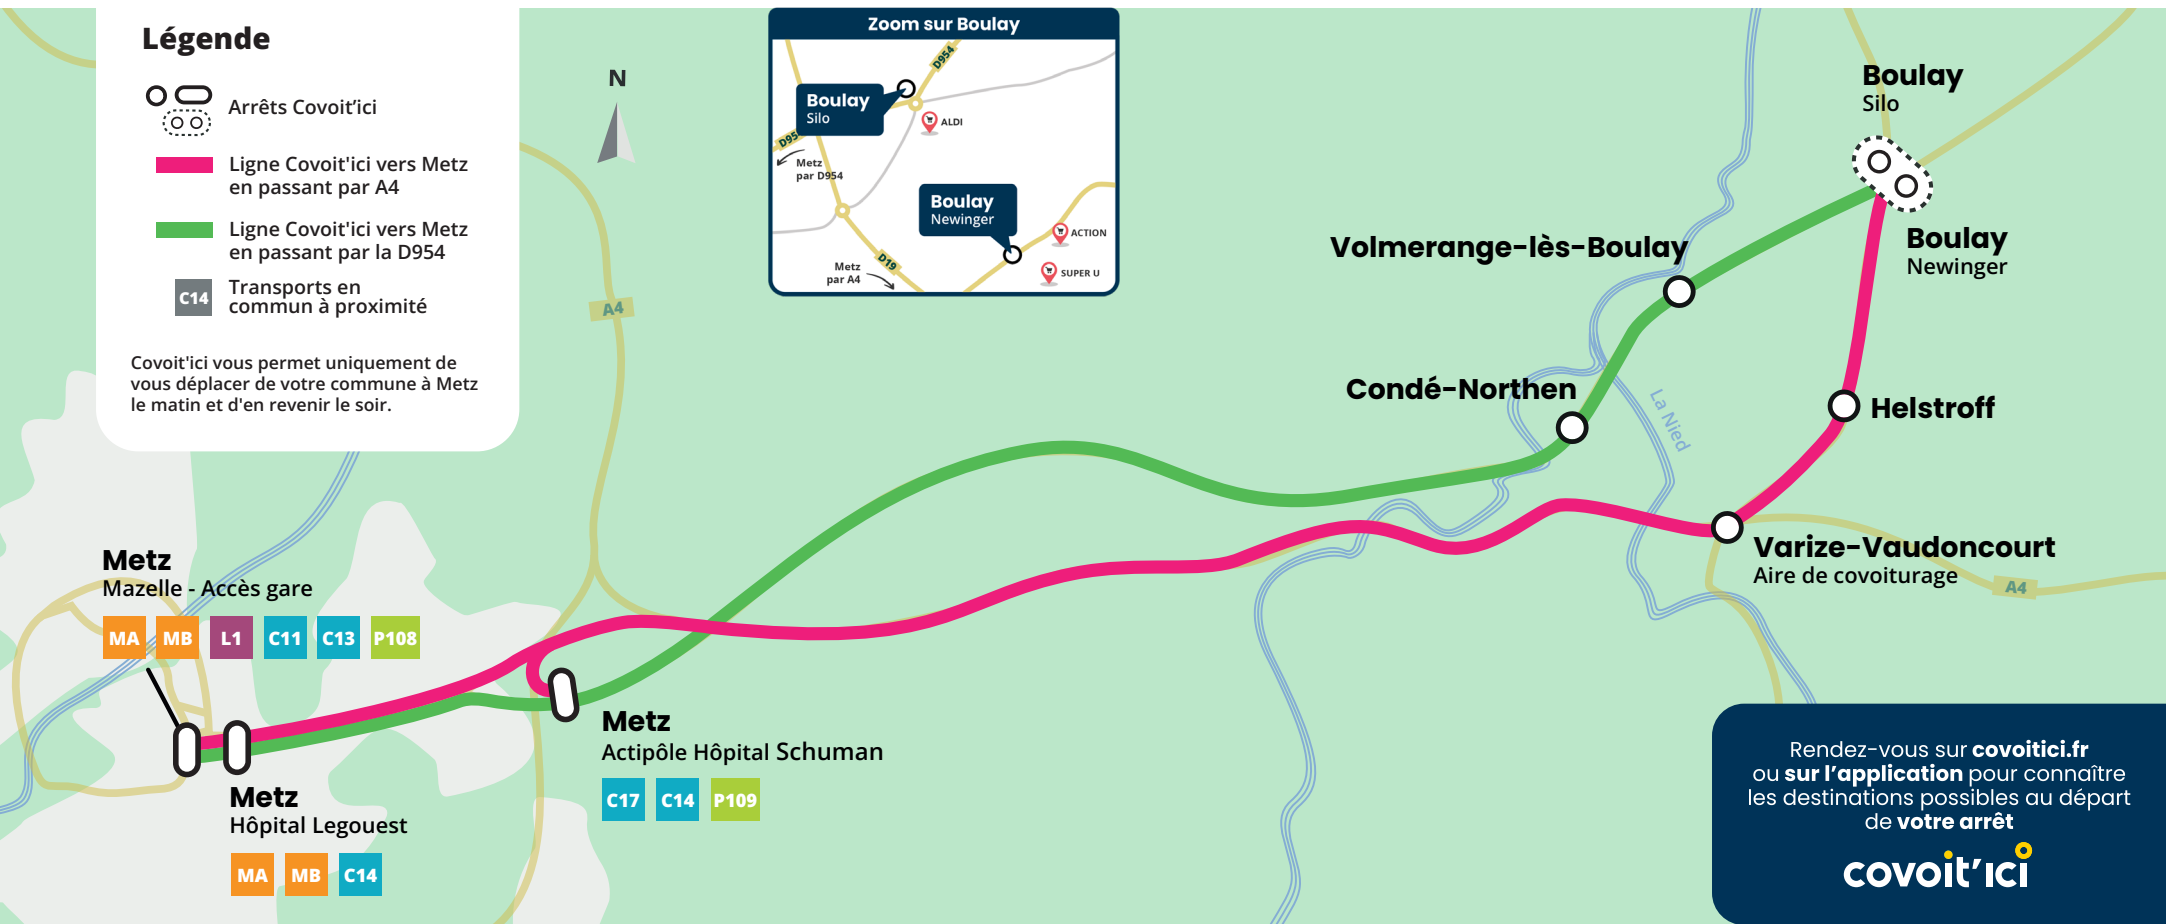 Légende
Arrêts Covoit'ici
Ligne Covoit'ici vers Metz
en passant par A4
Ligne Covoit'ici vers Metz
en passant par la D954
C14
Transports en
commun à proximité
Covoit'ici vous permet uniquement de
vous déplacer de votre commune à Metz
le matin et d'en revenir le soir.
N
Zoom sur Boulay
D954
Boulay
Silo
ALDI
D95
Metz
par D954
Boulay
Newinger
ACTION
SUPER U
D19
Metz
par A4
A4
Boulay
Silo
Boulay
Newinger
Volmerange-lès-Boulay
Condé-Northen
La Nied
Helstroff
Varize-Vaudoncourt
Aire de covoiturage
A4
Metz
Mazelle - Accès gare
MA MB L1 C11 C13 P108
Metz
Actipôle Hôpital Schuman
C17 C14 P109
Metz
Hôpital Legouest
MA MB C14
Rendez-vous sur covoitici.fr
ou sur l'application pour connaître
les destinations possibles au départ
de votre arrêt
covoit'ici